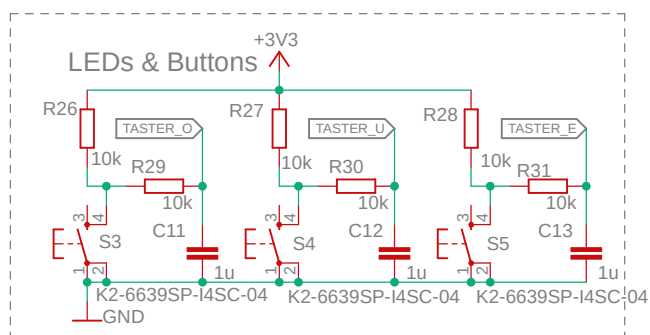 +3V3
LEDs & Buttons
R26
R27
R28
TASTER_O
TASTER_U
TASTER_E
10k
10k
10k
R29
R30
R31
10k
10k
10k
3
4
3
4
3
4
S3
C11
S4
C12
S5
C13
1
2
1u
1
2
1u
1
2
1u
K2-6639SP-I4SC-04
K2-6639SP-I4SC-04
K2-6639SP-I4SC-04
GND